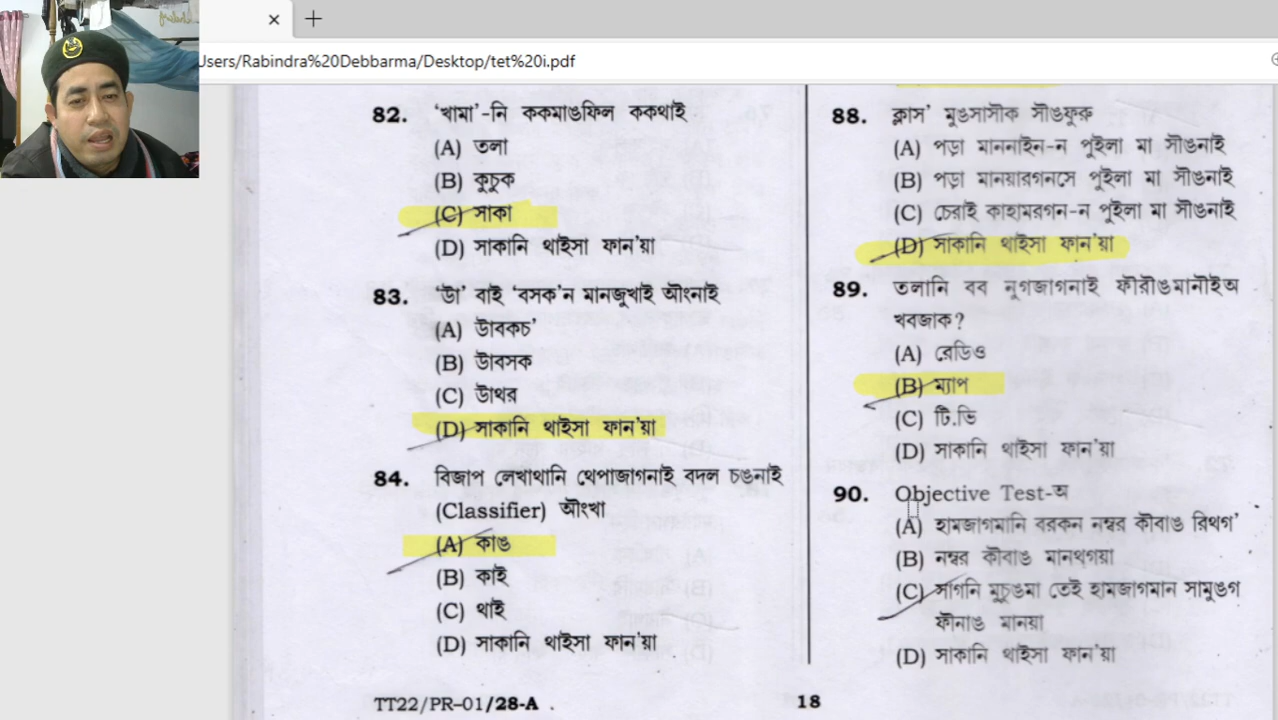 Users/Rabindra%20Debbarma/Desktop/tet%20i.pdf
82. ‘খামা’-নি ককমাঙফিল ককথাই
(A) তলা
(B) কুচুক
(C) সাকা
(D) সাকানি থাইসা ফান'য়া
83. ‘উা’ বাই ‘বসক’ন মানজুখাই অীংনাই
(A) উাবকচ'
(B) উাবসক
(C) উাথর
(D) সাকানি থাইসা ফান'য়া
84. বিজাপ লেখাথানি থেপাজাগনাই বদল চঙনাই
(Classifier) অীংখা
(A) কাঙ
(B) কাই
(C) থাই
(D) সাকানি থাইসা ফান'য়া
TT22/PR–01/28-A .
88. ক্লাস' মুঙসাসীক সীঙফুরু
(A) পড়া মাননাইন-ন পুইলা মা সীঙনাই
(B) পড়া মানয়ারগনসে পুইলা মা সীঙনাই
(C) চেরাই কাহামরগন-ন পুইলা মা সীঙনাই
(D) সাকানি থাইসা ফান'য়া
89. তলানি বব নুগজাগনাই ফীরীঙমানীইঅ
খবজাক?
(A) রেডিও
(B) ম্যাপ
(C) টি.ভি
(D) সাকানি থাইসা ফান'য়া
90. Objective Test-অ
(A) হামজাগমানি বরকন নম্বর কীবাঙ রিথগ'
(B) নম্বর কীবাঙ মানথগয়া
(C) সাগনি মুচুঙমা তেই হামজাগমান সামুঙগ
ফীনাঙ মানয়া
(D) সাকানি থাইসা ফান'য়া
18